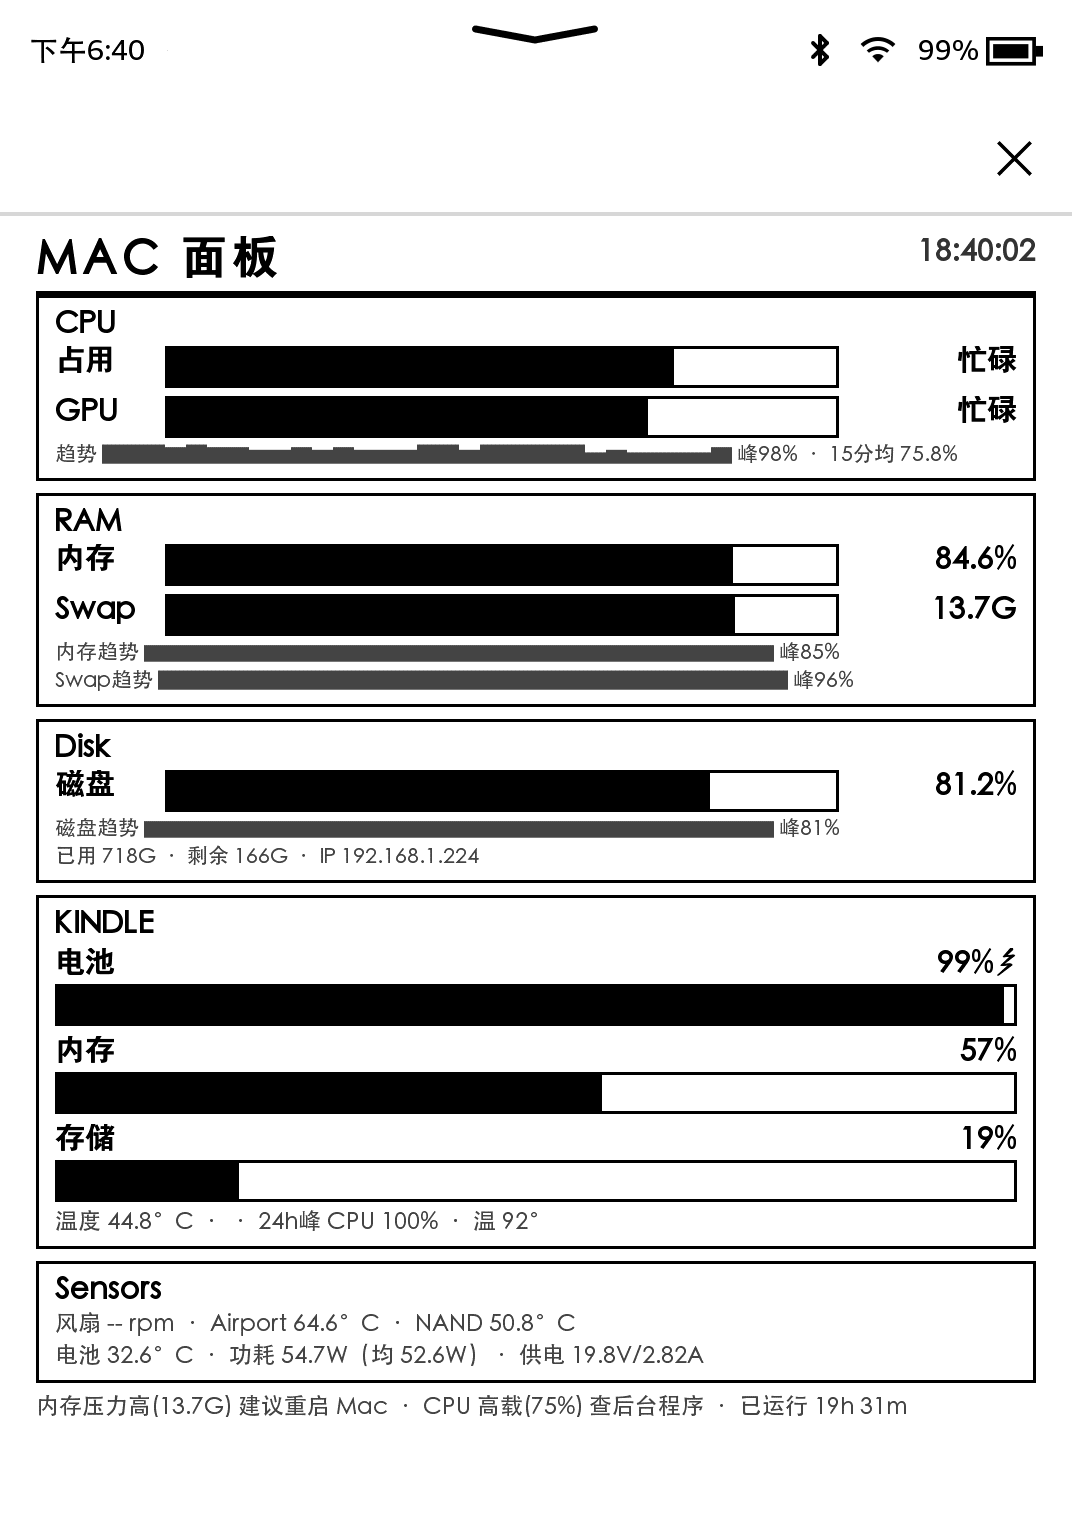 下午6:40 99%
MAC 面板 18:40:02
CPU
占用 忙碌
GPU 忙碌
趋势 峰98% · 15分均 75.8%
RAM
内存 84.6%
Swap 13.7G
内存趋势 峰85%
Swap趋势 峰96%
Disk
磁盘 81.2%
磁盘趋势 峰81%
已用 718G · 剩余 166G · IP 192.168.1.224
KINDLE
电池 99%⚡
内存 57%
存储 19%
温度 44.8° C · · 24h峰 CPU 100% · 温 92°
Sensors
风扇 -- rpm · Airport 64.6° C · NAND 50.8° C
电池 32.6° C · 功耗 54.7W (均 52.6W) · 供电 19.8V/2.82A
内存压力高(13.7G) 建议重启 Mac · CPU 高载(75%) 查后台程序 · 已运行 19h 31m